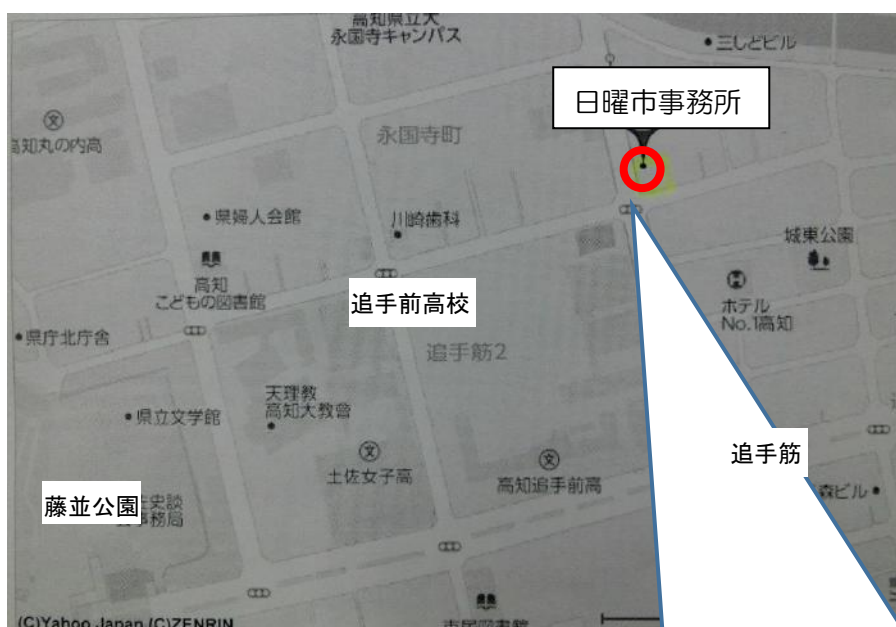 高知県立大
永国寺キャンパス
三しどビル
日曜市事務所
高知丸の内高
永国寺町
県婦人会館
川崎歯科
城東公園
高知
こどもの図書館
追手前高校
ホテル
No.1高知
県庁北庁舎
追手筋2
天理教
高知大教會
県立文学館
追手筋
土佐女子高
高知追手前高
森ビル
藤並公園
史談
事務局
(C)Yahoo Japan,(C)ZENRIN